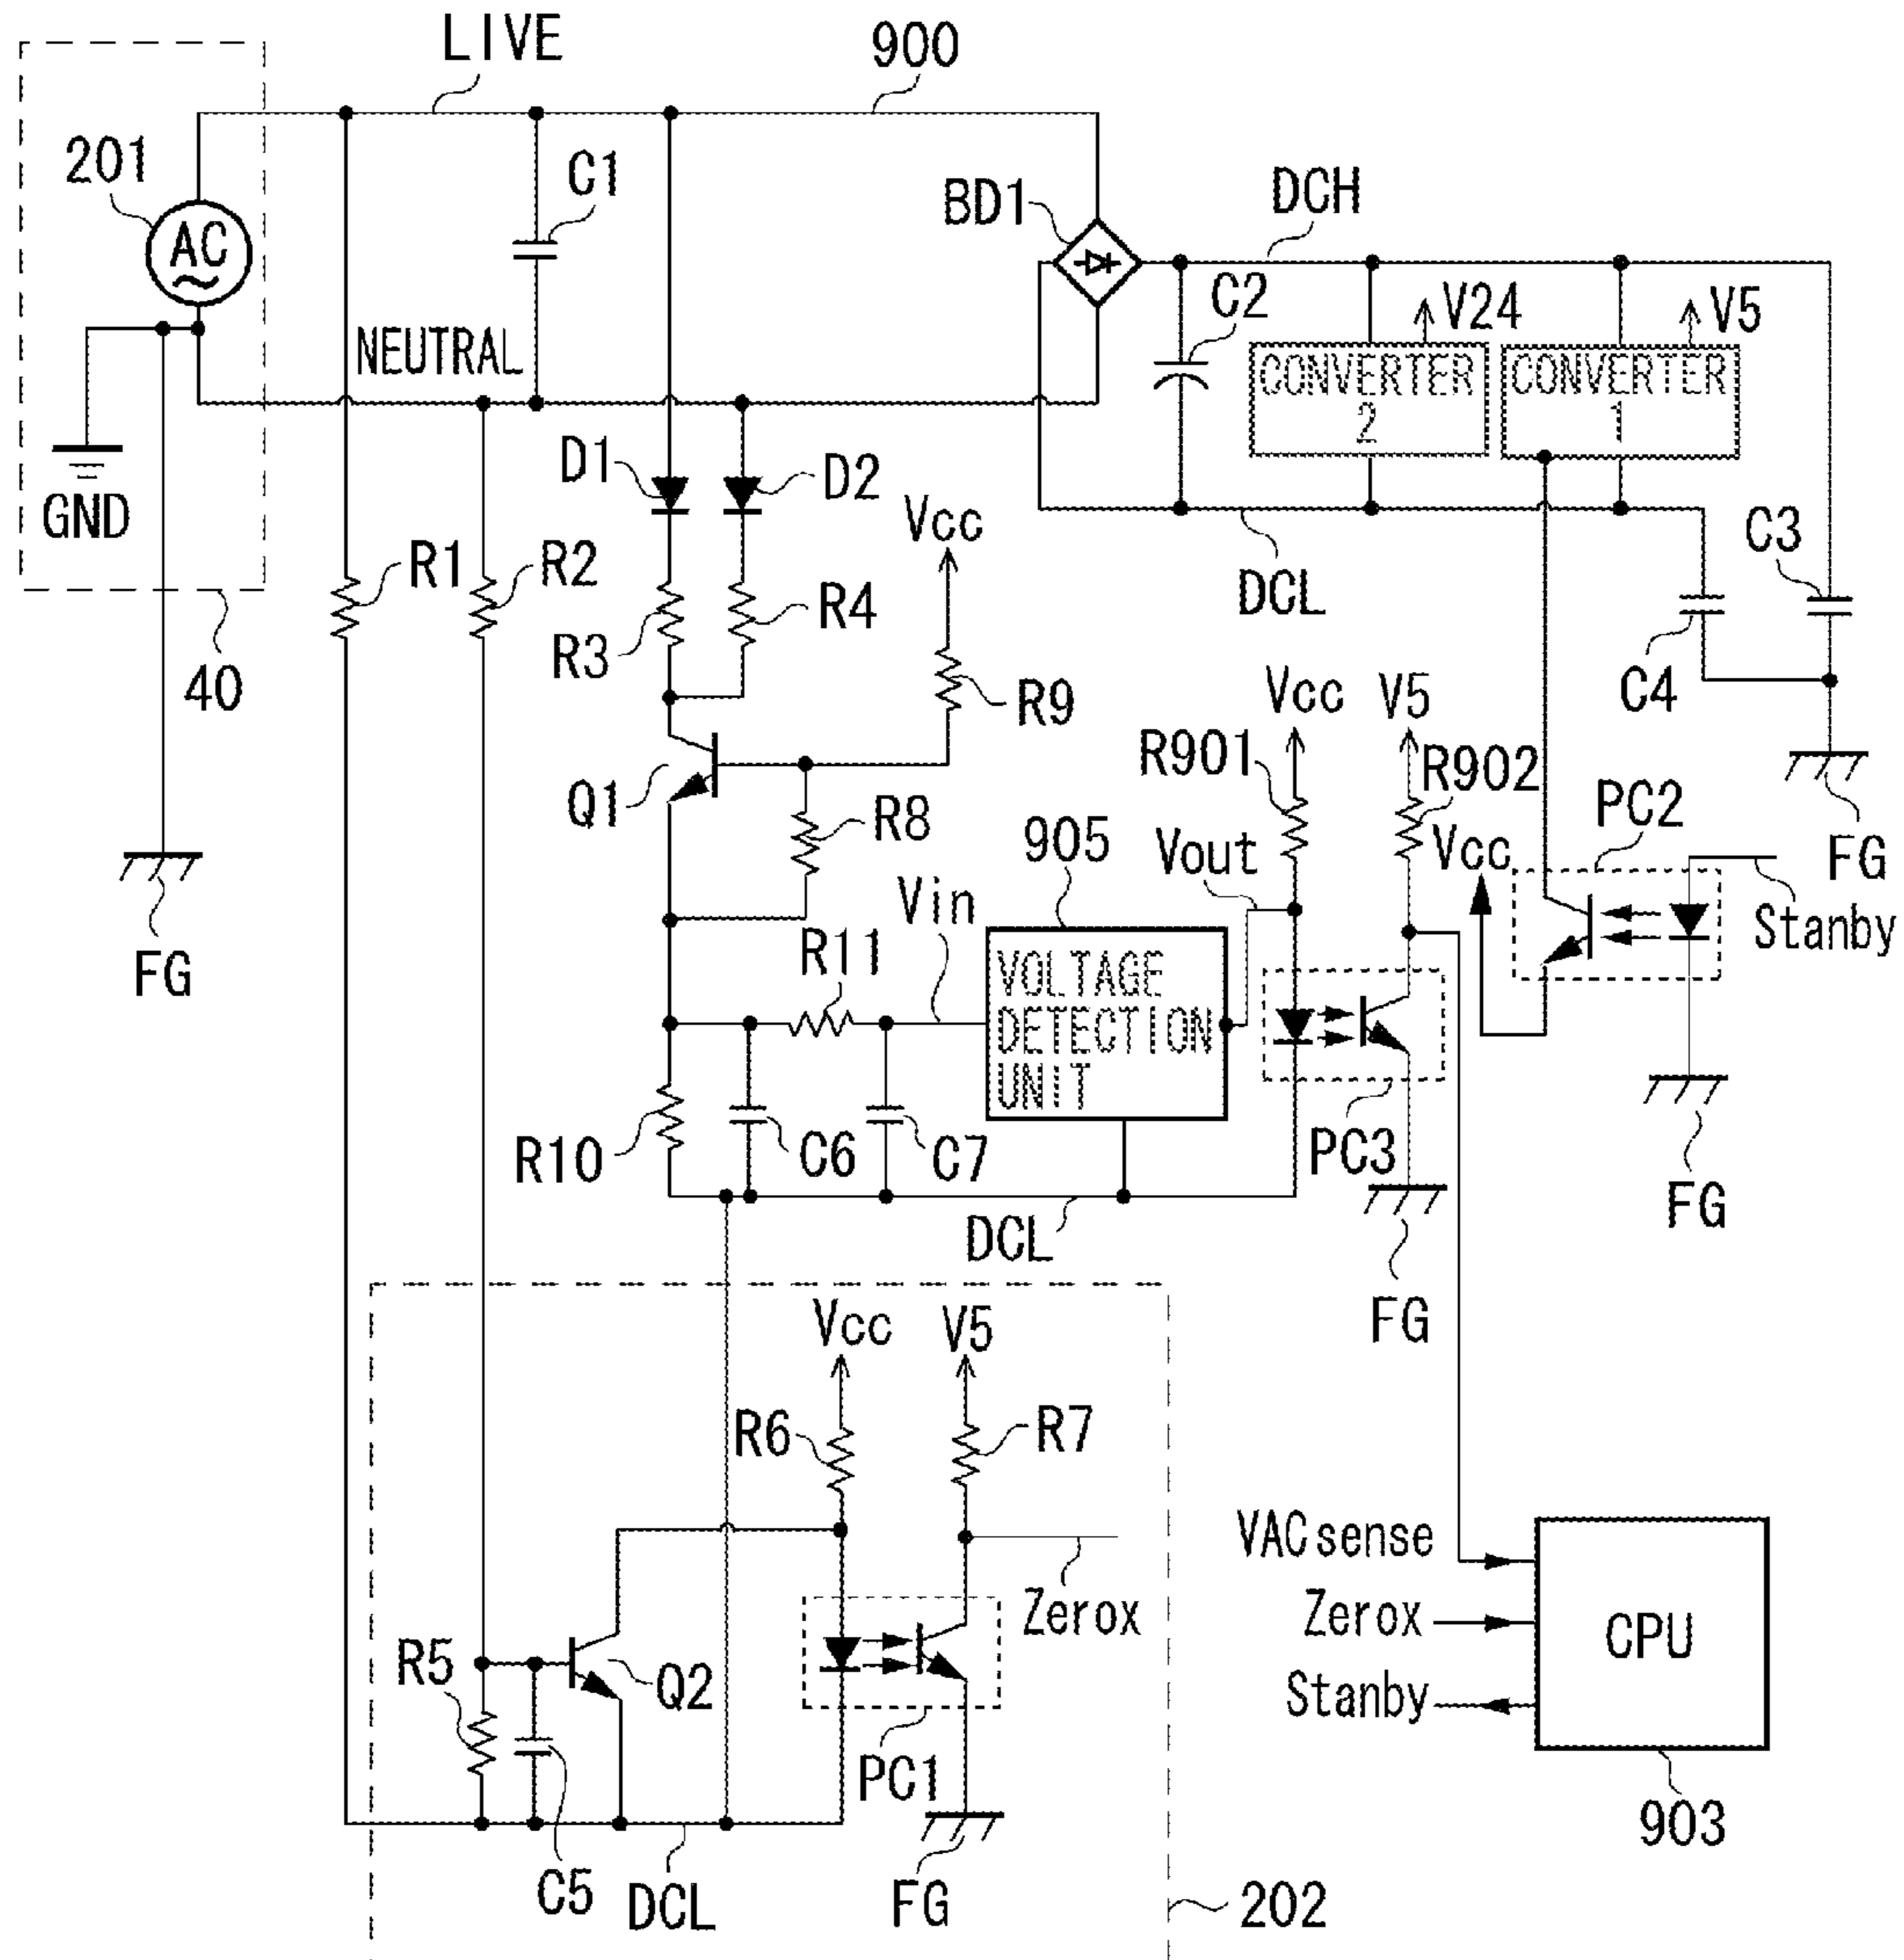 LIVE
900
201
AC
C1
BD1
DCH
C2
V24
V5
NEUTRAL
CONVERTER
2
CONVERTER
1
GND
D1
D2
Vcc
C3
FG
R1
R2
R3
R4
DCL
40
R9
C4
Vcc
V5
R901
R902
PC2
Q1
R8
905
Vout
Vcc
FG
Stanby
Vin
R11
VOLTAGE
DETECTION
UNIT
R10
C6
C7
PC3
DCL
FG
FG
Vcc
V5
R6
R7
VACsense
Zerox
Zerox
CPU
R5
Q2
Stanby
PC1
903
C5
DCL
FG
202